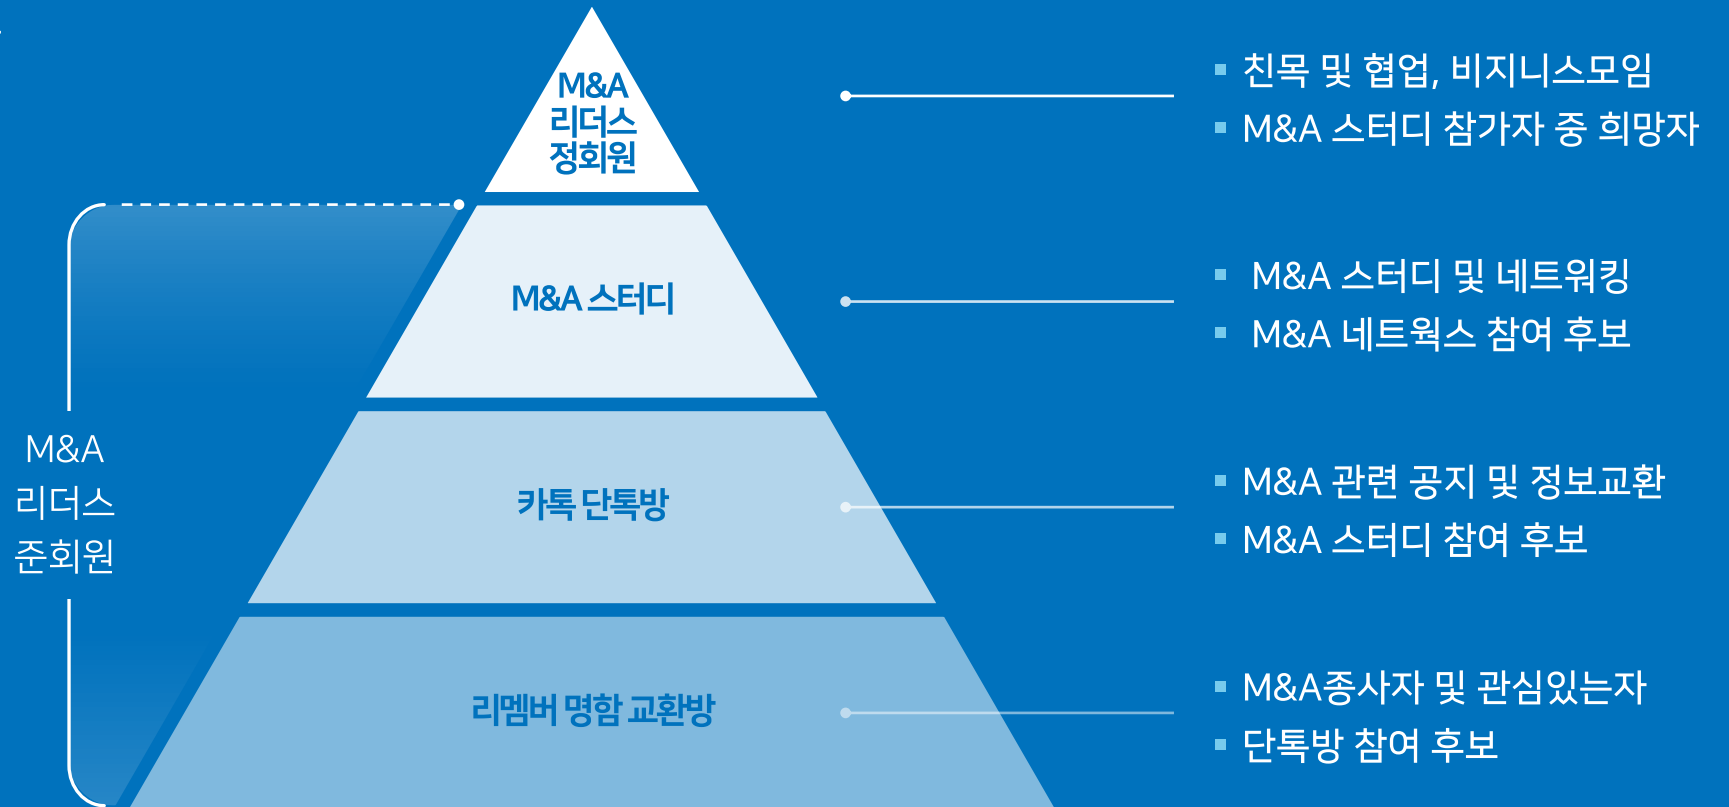 M&A
리더스
정회원
친목 및 협업, 비지니스모임
M&A 스터디 참가자 중 희망자
M&A 스터디
M&A 스터디 및 네트워킹
M&A 네트웍스 참여 후보
M&A
리더스
준회원
카톡 단톡방
M&A 관련 공지 및 정보교환
M&A 스터디 참여 후보
리멤버 명함 교환방
M&A종사자 및 관심있는자
단톡방 참여 후보